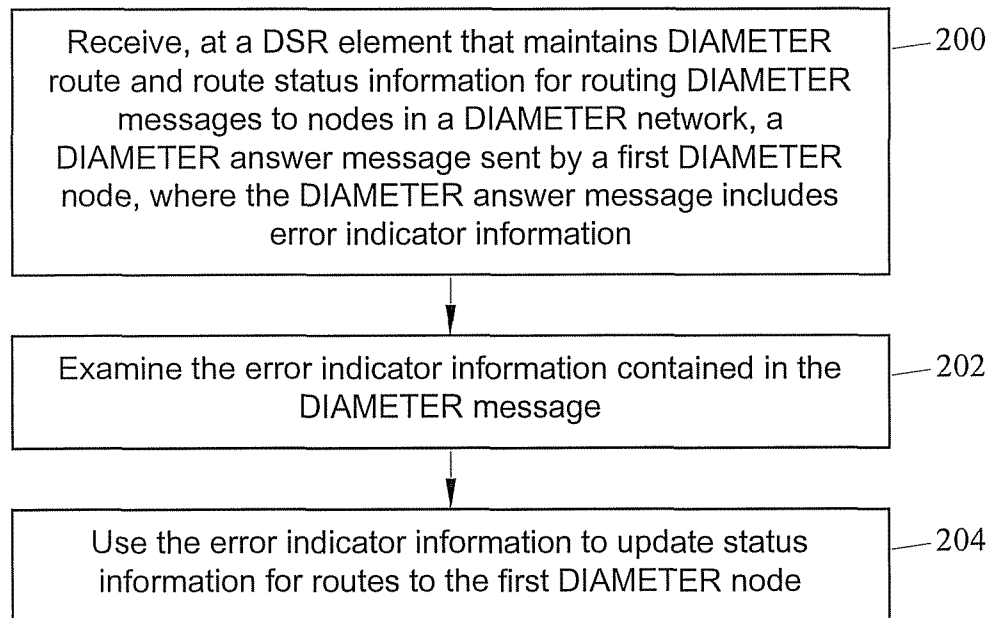 Receive, at a DSR element that maintains DIAMETER
route and route status information for routing DIAMETER
messages to nodes in a DIAMETER network, a
DIAMETER answer message sent by a first DIAMETER
node, where the DIAMETER answer message includes
error indicator information
200
Examine the error indicator information contained in the
DIAMETER message
202
Use the error indicator information to update status
information for routes to the first DIAMETER node
204